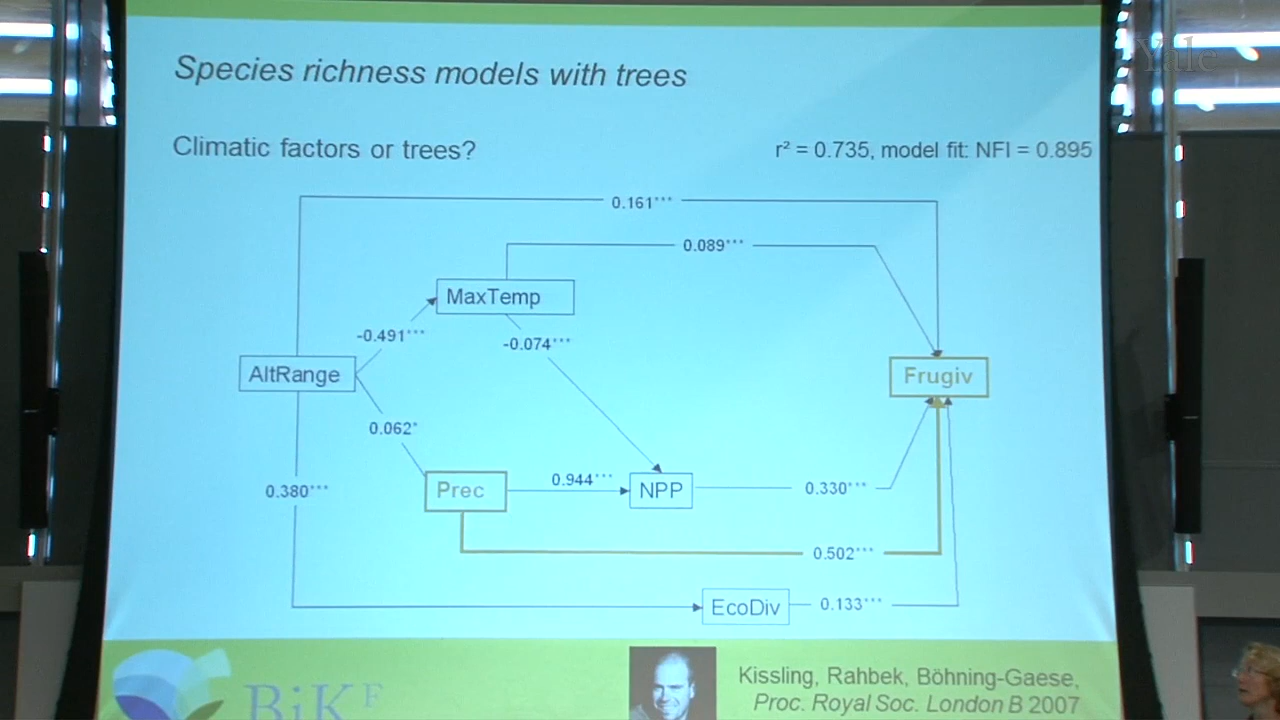 Yale
Species richness models with trees
Climatic factors or trees?
r² = 0.735, model fit: NFI = 0.895
0.161***
0.089***
MaxTemp
-0.491***
-0.074***
AltRange
Frugiv
0.062*
0.944***
Prec
NPP
0.330***
0.380***
0.502***
EcoDiv
0.133***
Kissling, Rahbek, Böhning-Gaese,
Proc. Royal Soc. London B 2007
BiK F